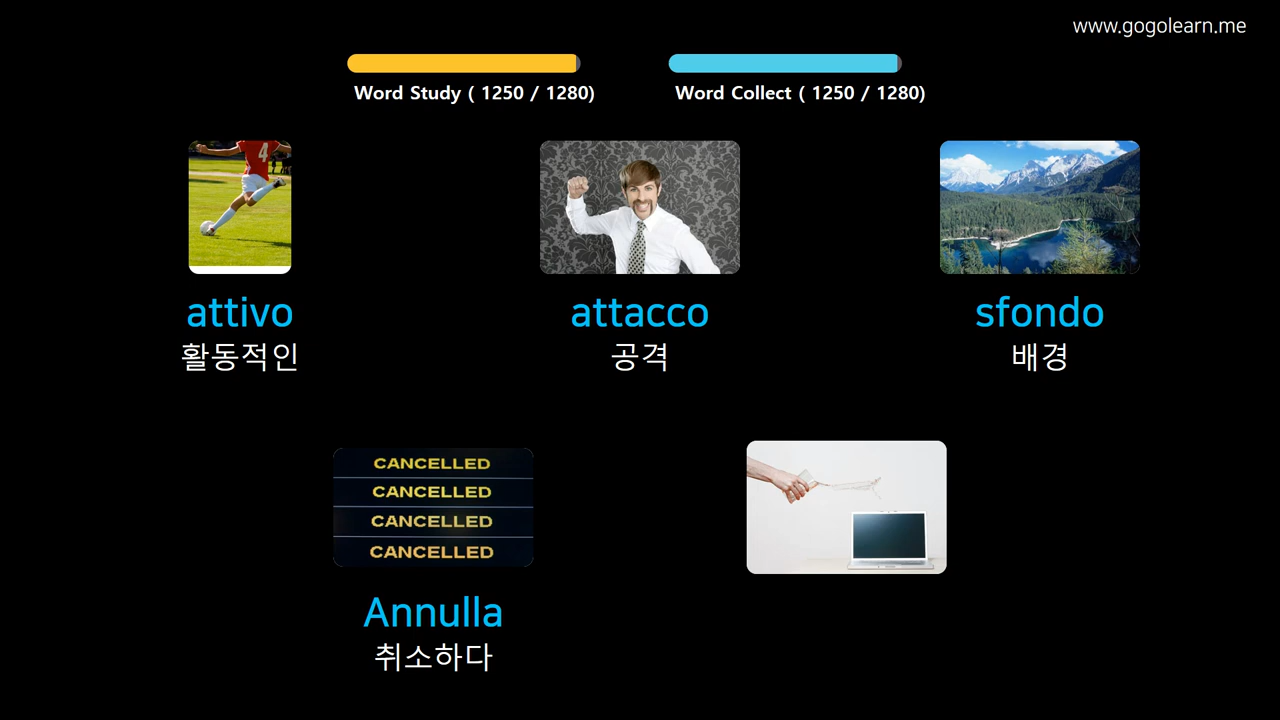 www.gogolearn.me
Word Study ( 1250 / 1280)
Word Collect ( 1250 / 1280)
4
attivo
활동적인
attacco
공격
sfondo
배경
CANCELLED
CANCELLED
CANCELLED
CANCELLED
Annulla
취소하다